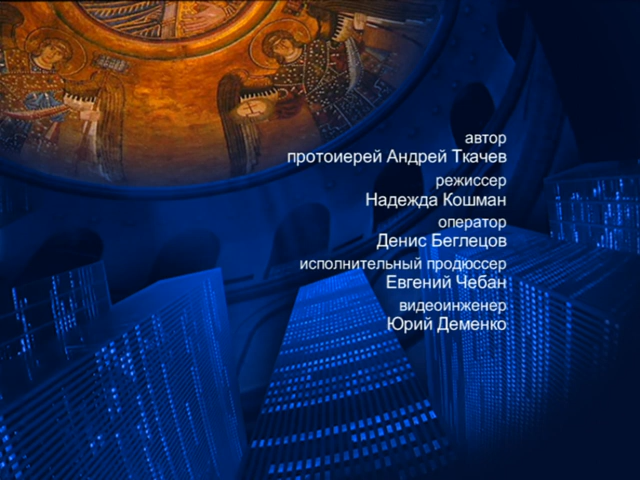 автор
протоиерей Андрей Ткачев
режиссер
Надежда Кошман
оператор
Денис Беглецов
исполнительный продюссер
Евгений Чебан
видеоинженер
Юрий Деменко